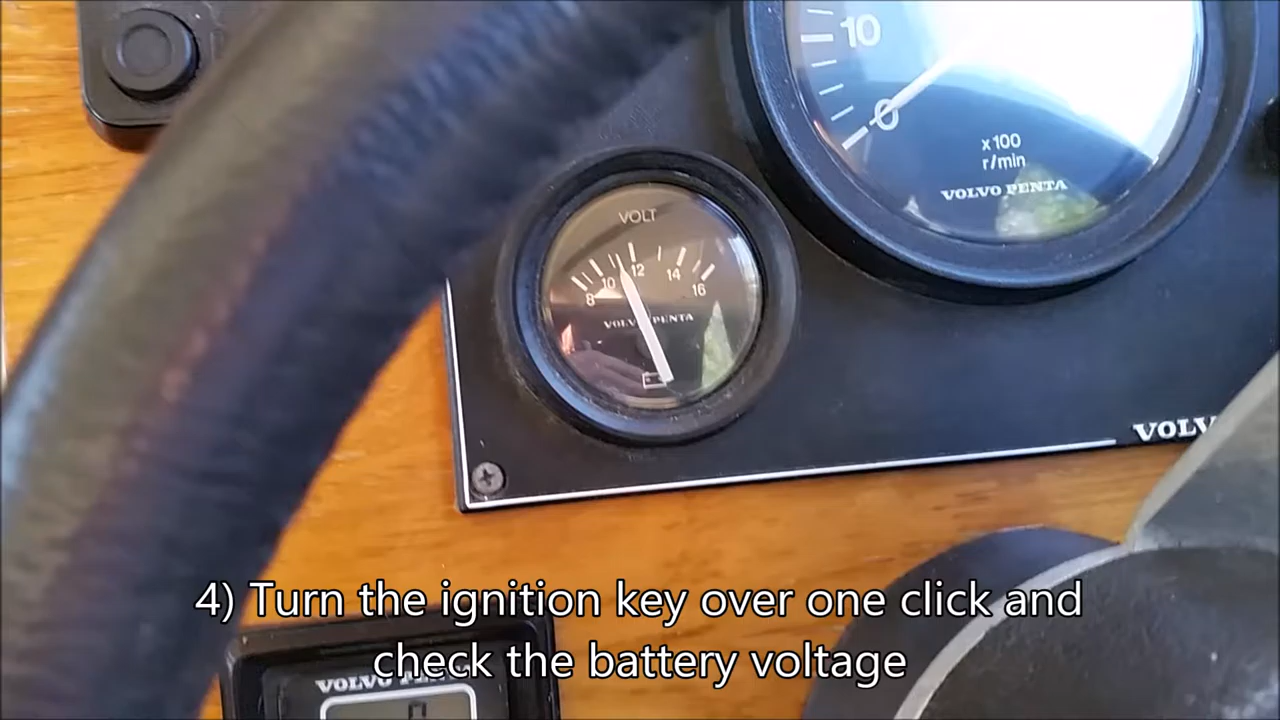 10
0
x100
r/min
VOLVO PENTA
VOLT
8 10 12 14 16
VOLVO PENTA
VOLV
4) Turn the ignition key over one click and
check the battery voltage
VOLVO